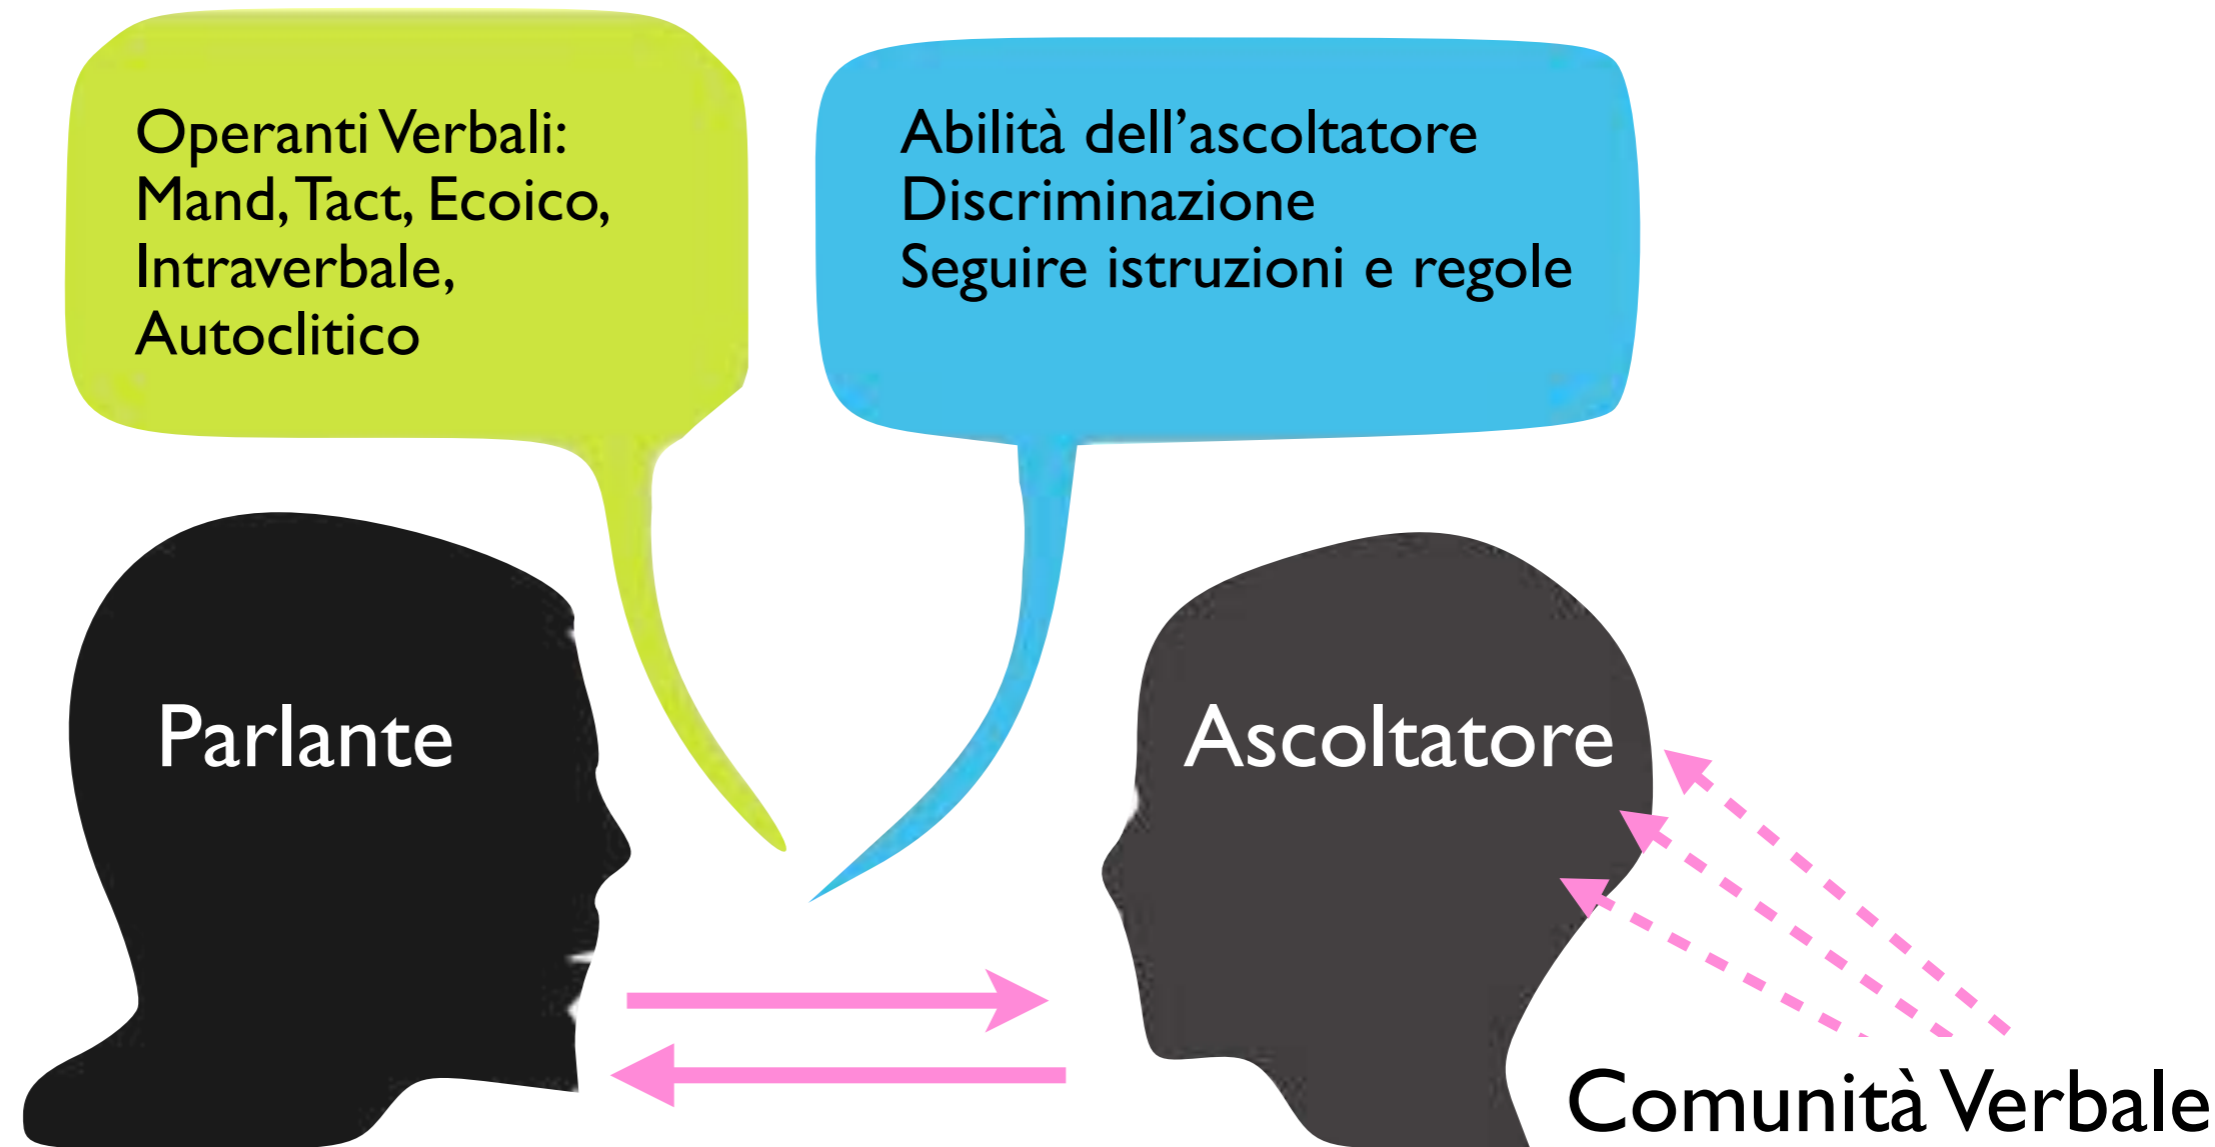 Operanti Verbali:
Mand, Tact, Ecoico,
Intraverbale,
Autoclitico
Abilità dell’ascoltatore
Discriminazione
Seguire istruzioni e regole
Parlante
Ascoltatore
Comunità Verbale